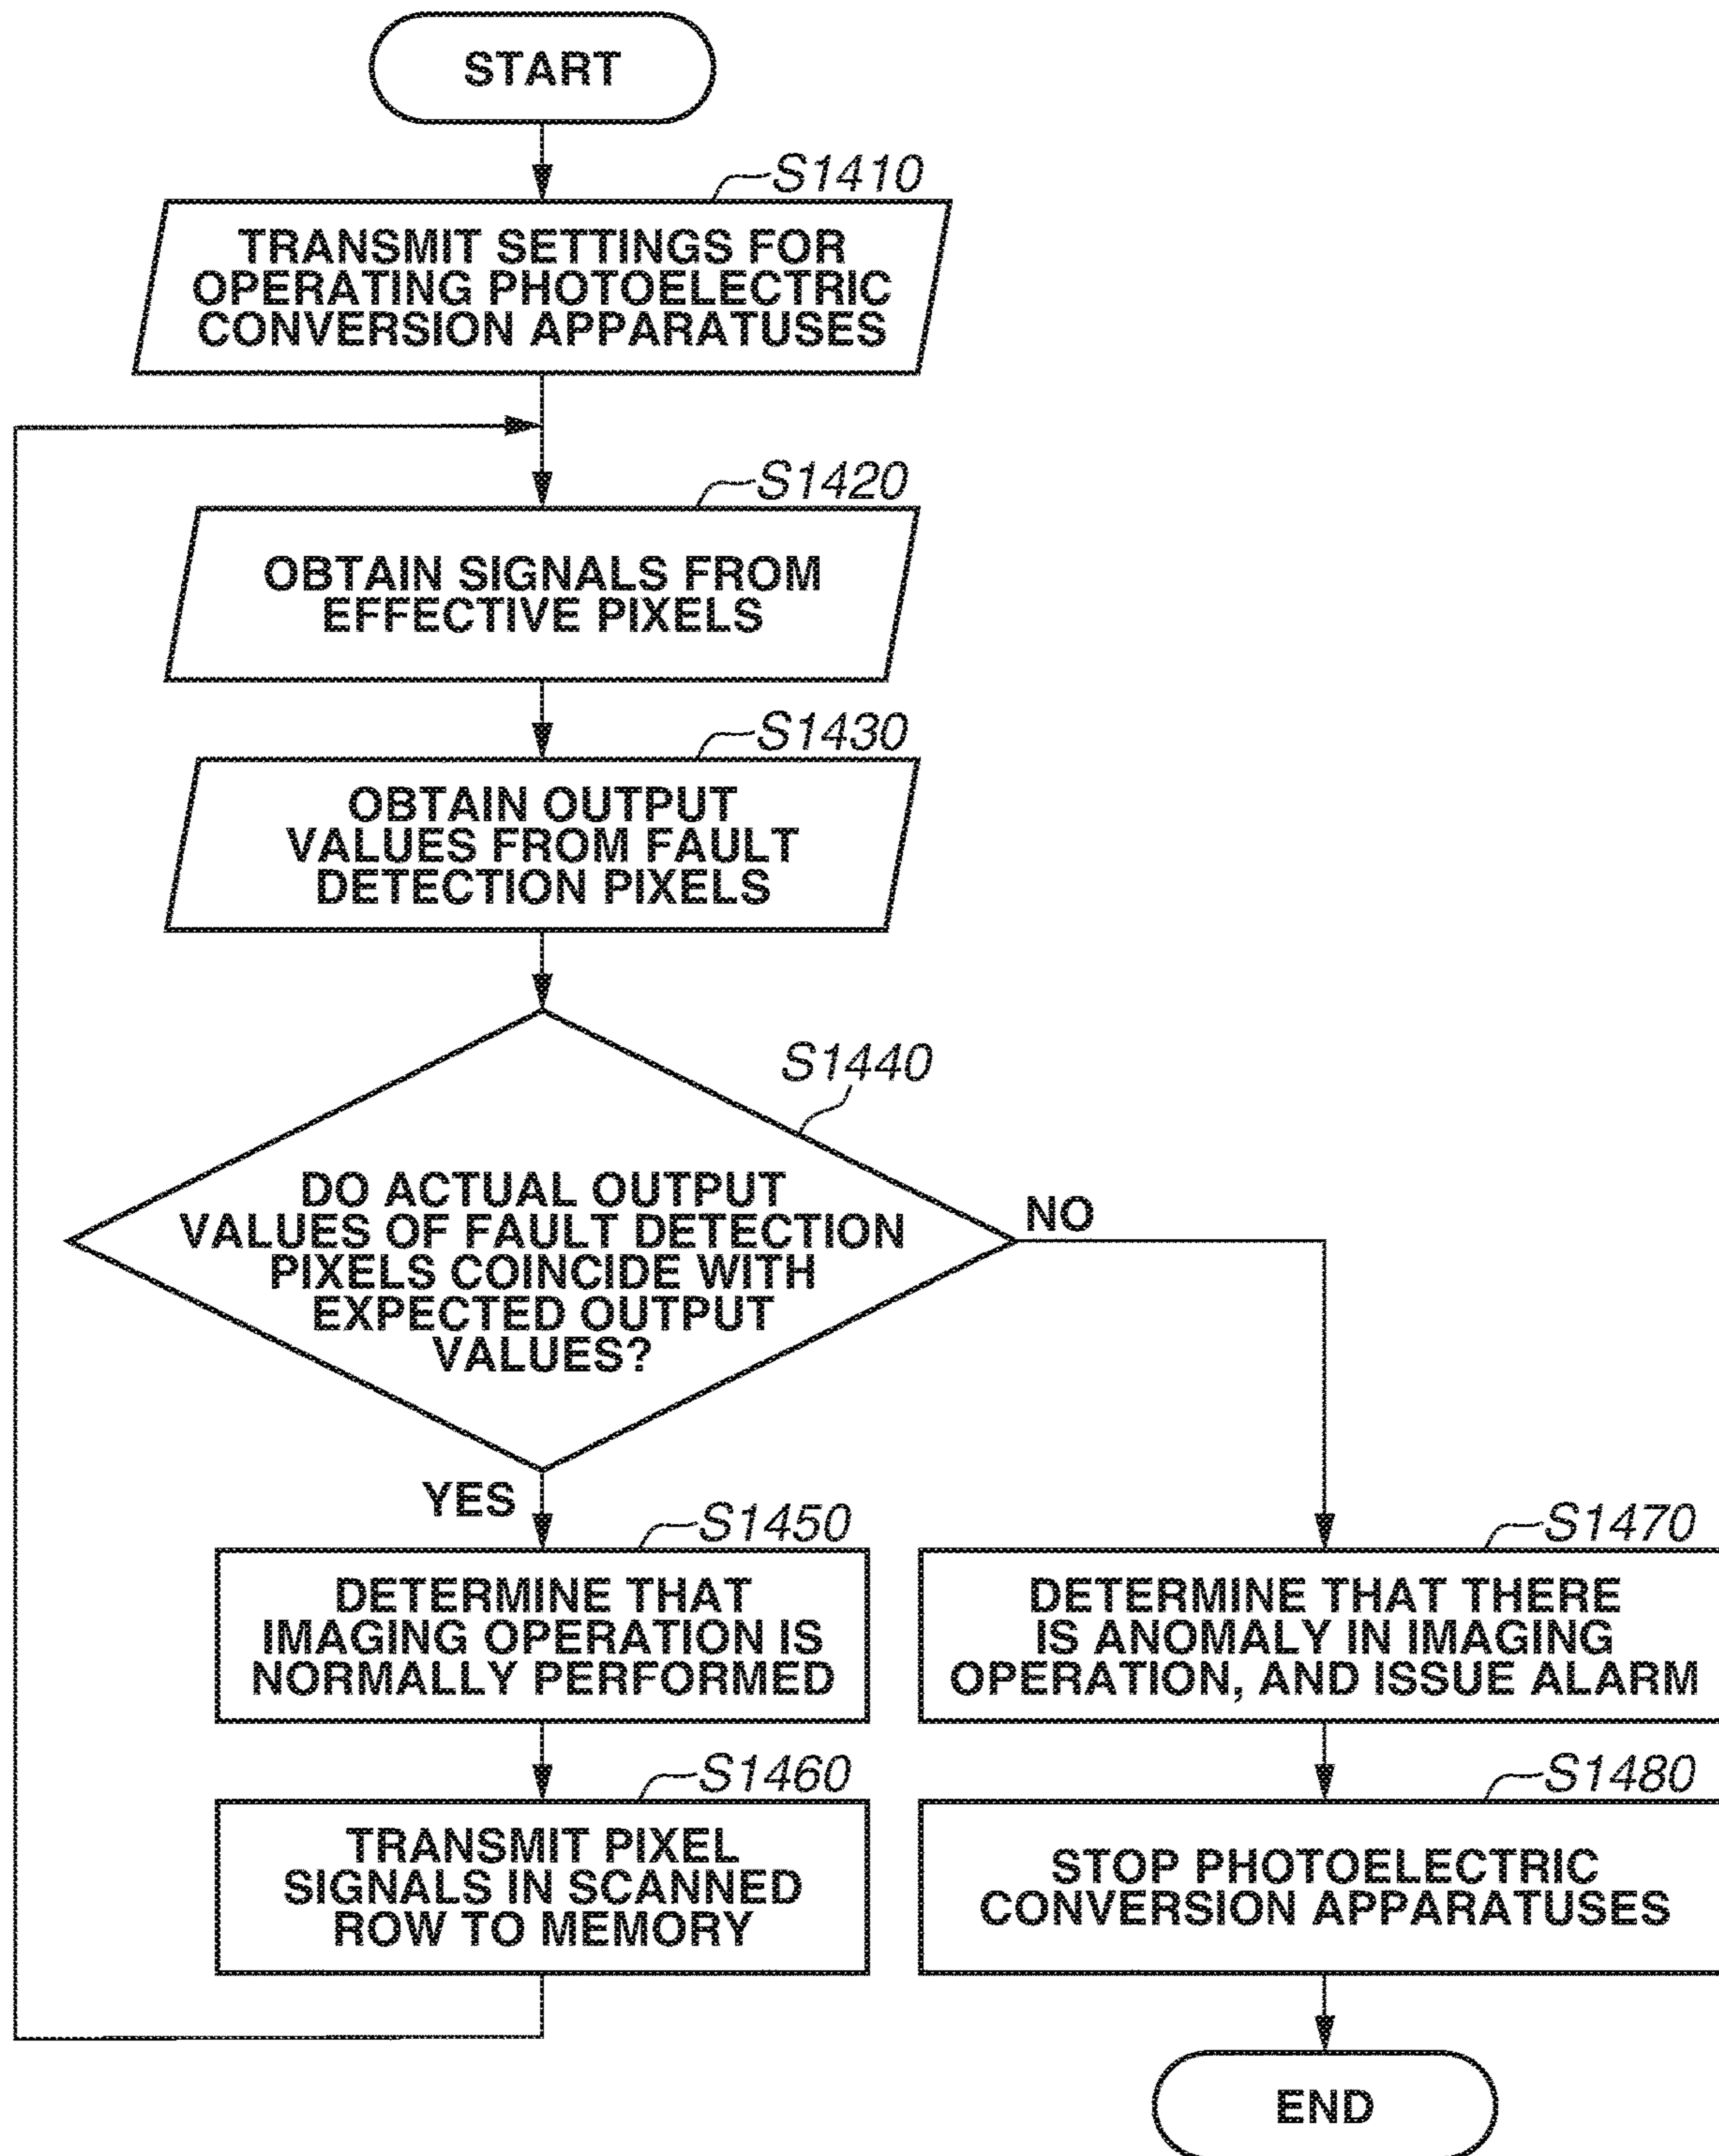 START
S1410
TRANSMIT SETTINGS FOR
OPERATING PHOTOELECTRIC
CONVERSION APPARATUSES
S1420
OBTAIN SIGNALS FROM
EFFECTIVE PIXELS
S1430
OBTAIN OUTPUT
VALUES FROM FAULT
DETECTION PIXELS
S1440
DO ACTUAL OUTPUT
VALUES OF FAULT DETECTION
PIXELS COINCIDE WITH
EXPECTED OUTPUT
VALUES?
NO
YES
S1450
DETERMINE THAT
IMAGING OPERATION IS
NORMALLY PERFORMED
S1460
TRANSMIT PIXEL
SIGNALS IN SCANNED
ROW TO MEMORY
S1470
DETERMINE THAT THERE
IS ANOMALY IN IMAGING
OPERATION, AND ISSUE ALARM
S1480
STOP PHOTOELECTRIC
CONVERSION APPARATUSES
END